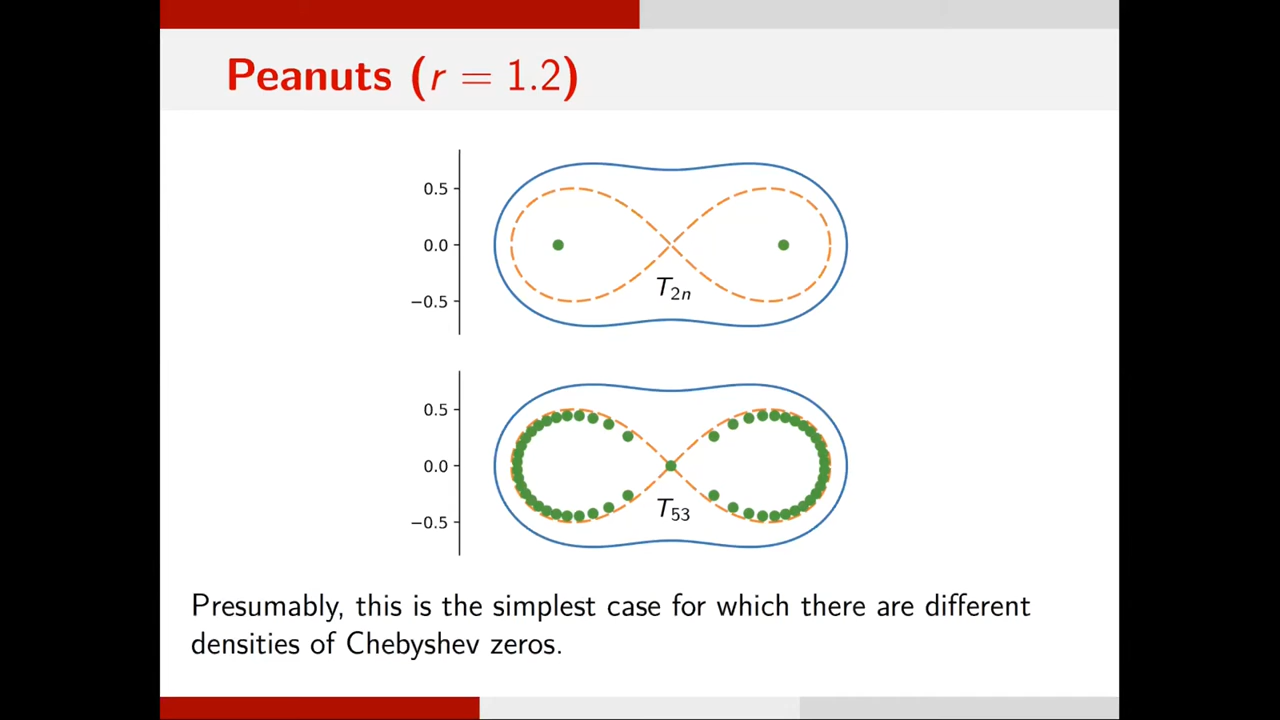 Peanuts (r = 1.2)
0.5
0.0
−0.5
T₂ₙ
0.5
0.0
−0.5
T₅₃
Presumably, this is the simplest case for which there are different
densities of Chebyshev zeros.